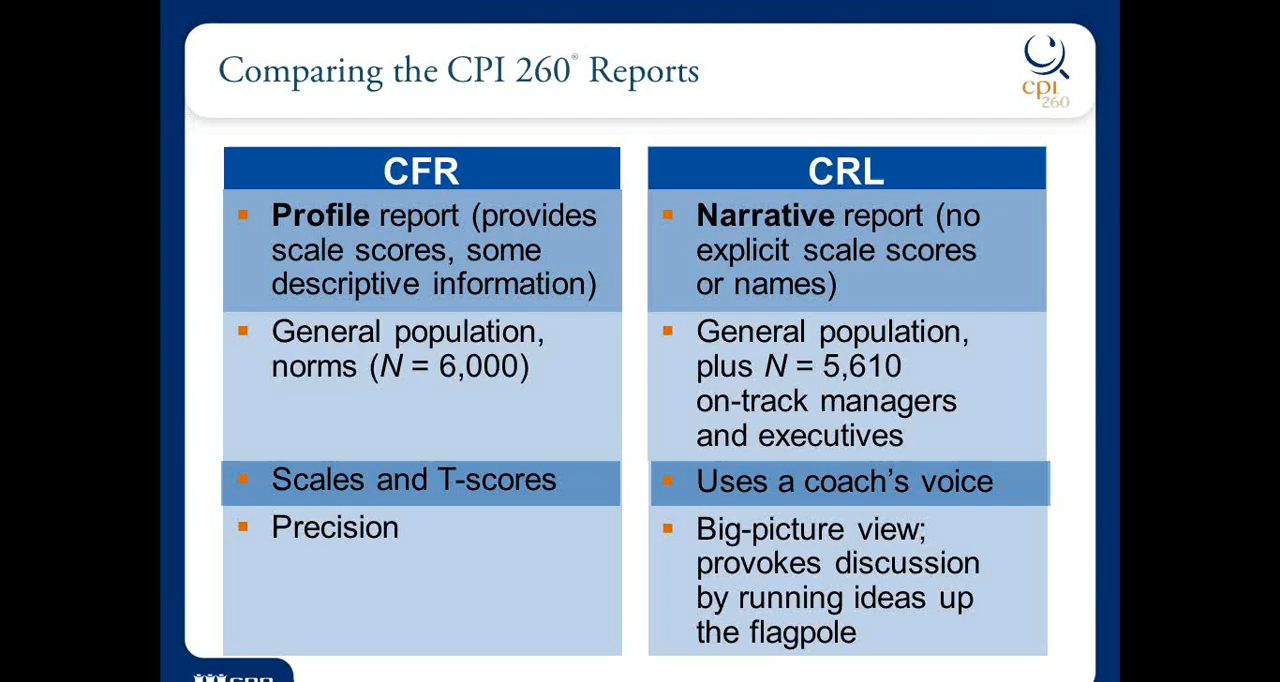 Comparing the CPI 260® Reports
cpi
260
CFR
▪ Profile report (provides
scale scores, some
descriptive information)
▪ General population,
norms (N = 6,000)
▪ Scales and T-scores
▪ Precision
CRL
▪ Narrative report (no
explicit scale scores
or names)
▪ General population,
plus N = 5,610
on-track managers
and executives
▪ Uses a coach’s voice
▪ Big-picture view;
provokes discussion
by running ideas up
the flagpole